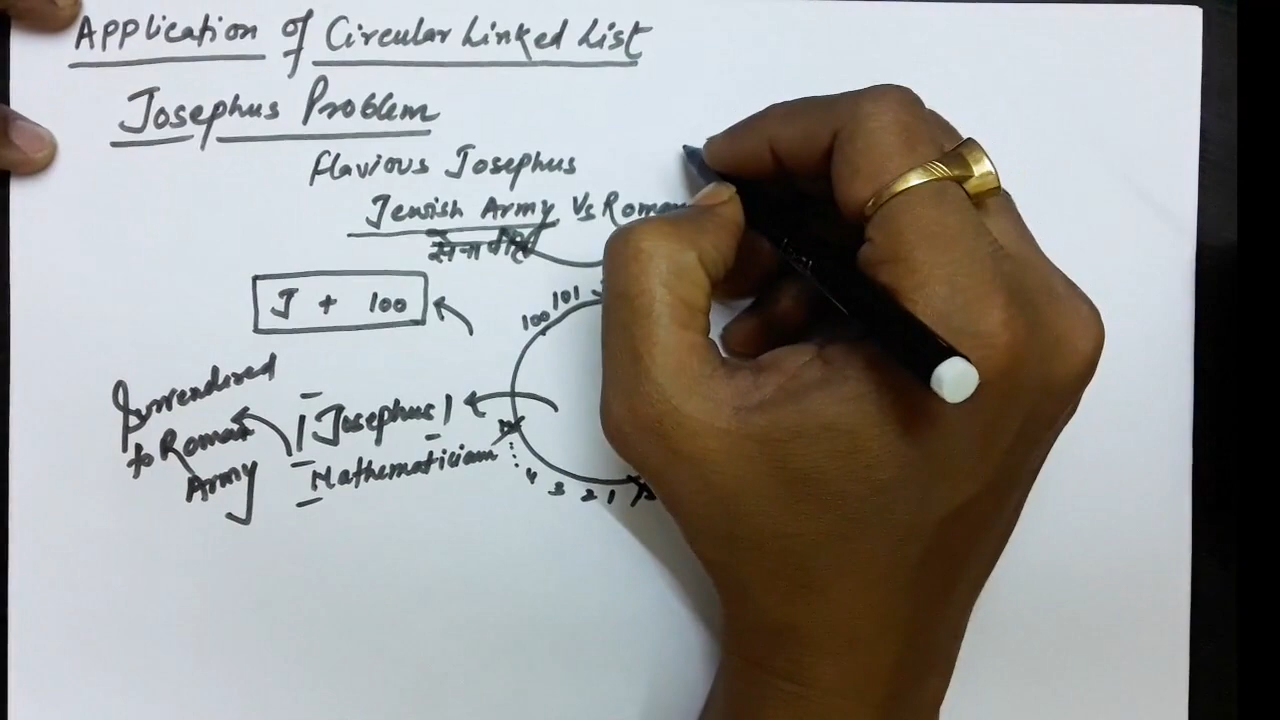 Application of Circular Linked List
Josephus Problem
flavious Josephus
Jewish Army Vs Roman
J + 100
101
100
Surrendered
to Roman
Army
Josephus
Mathematician
4 3 2 1